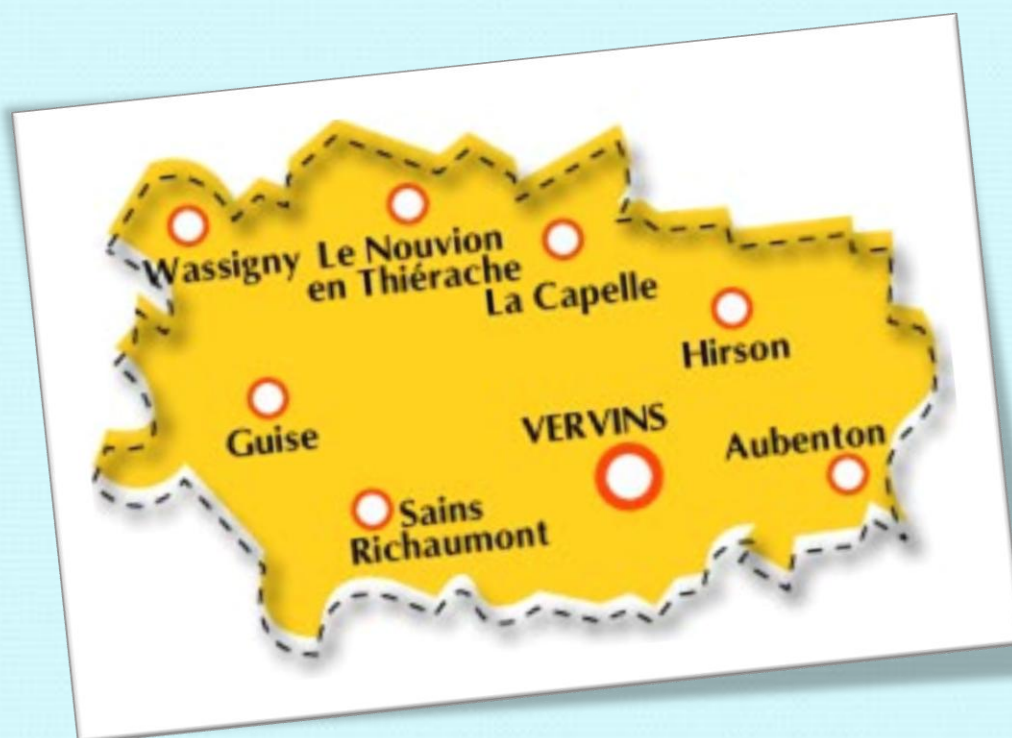 Wassigny
Le Nouvion
en Thiérache
La Capelle
Hirson
Guise
VERVINS
Aubenton
Sains
Richaumont